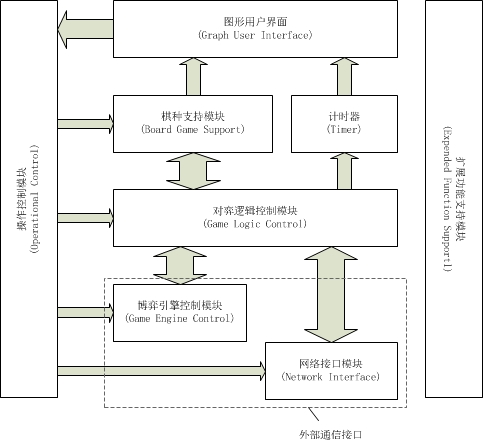 图形用户界面
(Graph User Interface)
棋种支持模块
(Board Game Support)
计时器
(Timer)
操作控制模块
(Operational Control)
扩展功能支持模块
(Expended Function Support1)
对弈逻辑控制模块
(Game Logic Control)
博弈引擎控制模块
(Game Engine Control)
网络接口模块
(Network Interface)
外部通信接口